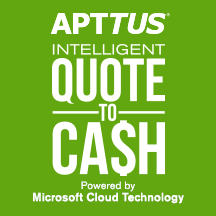 APTTUS®
INTELLIGENT
QUOTE
TO
CA$H
Powered by
Microsoft Cloud Technology